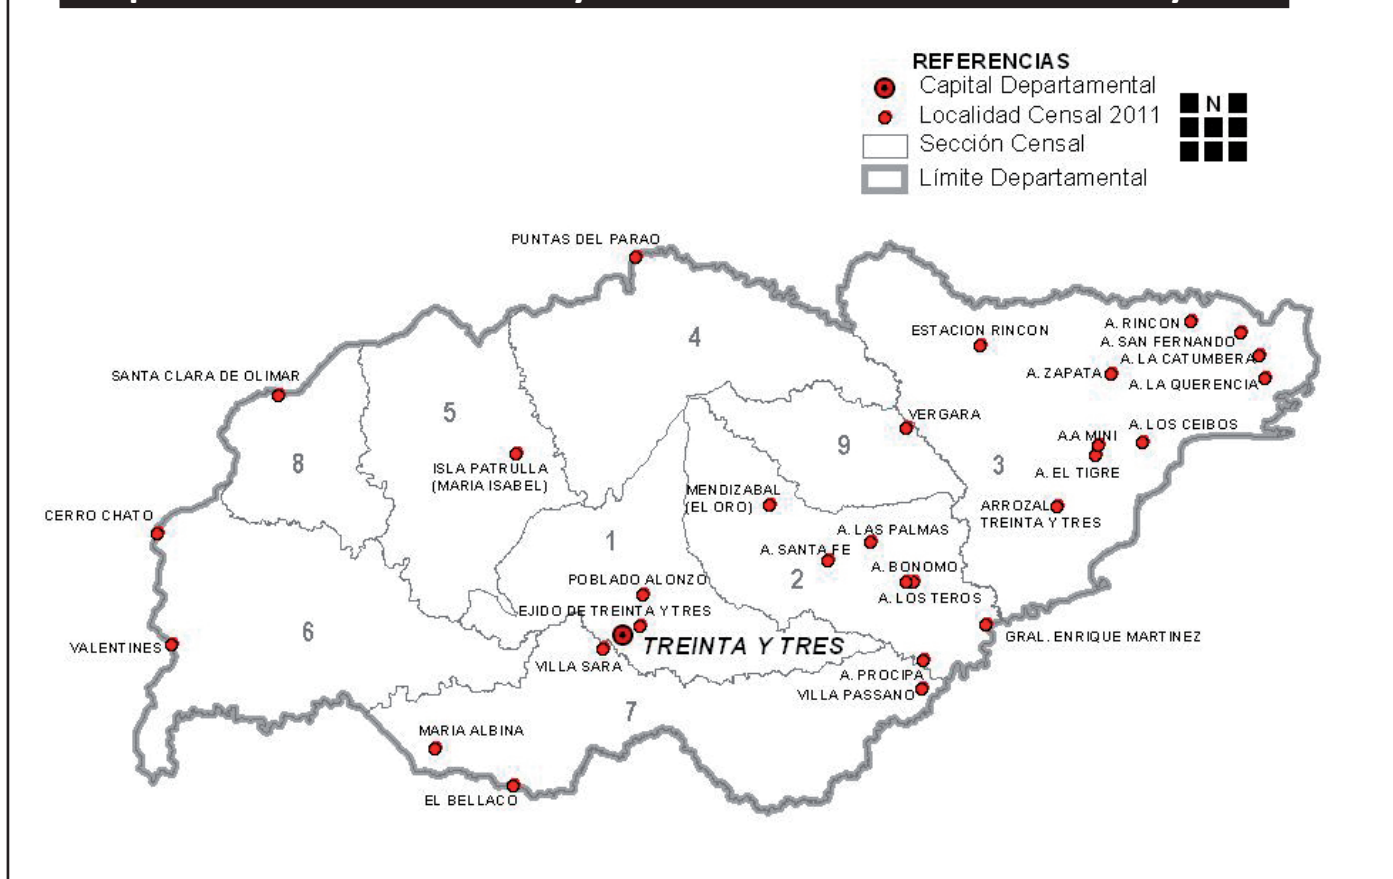 REFERENCIAS
Capital Departamental
Localidad Censal 2011
Sección Censal
Límite Departamental
N
PUNTAS DEL PARAO
4
ESTACION RINCON
A. RINCON
A. SAN FERNANDO
A. LA CATUMBERA
A. ZAPATA
A. LA QUERENCIA
SANTA CLARA DE OLIMAR
5
VERGARA
A. LOS CEIBOS
A.A MINI
9
8
3
ISLA PATRULLA
(MARIA ISABEL)
A. EL TIGRE
MENDIZABAL
(EL ORO)
ARROZAL
TREINTA Y TRES
CERRO CHATO
A. LAS PALMAS
1
A. SANTA FE
A. BONOMO
2
POBLADO ALONZO
A. LOS TEROS
EJIDO DE TREINTA Y TRES
6
GRAL. ENRIQUE MARTINEZ
VALENTINES
TREINTA Y TRES
VILLA SARA
A. PROCIPA
VILLA PASSANO
7
MARIA ALBINA
EL BELLACO